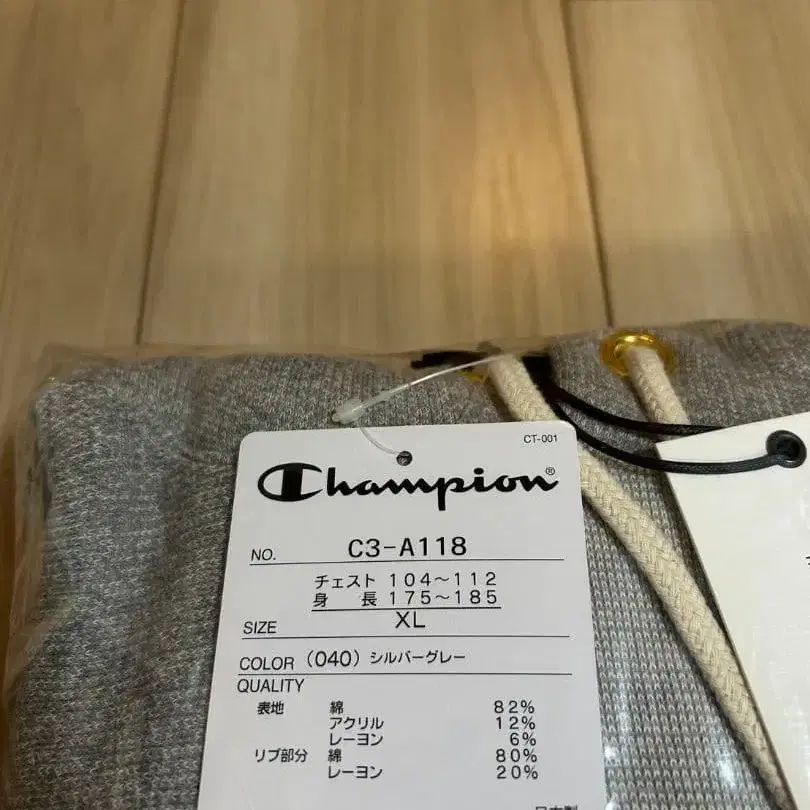 CT-001
Champion®
NO. C3-A118
チェスト 104~112
身 長 175~185
SIZE XL
COLOR (040) シルバーグレー
QUALITY
表地 綿 82%
アクリル 12%
レーヨン 6%
リブ部分 綿 80%
レーヨン 20%